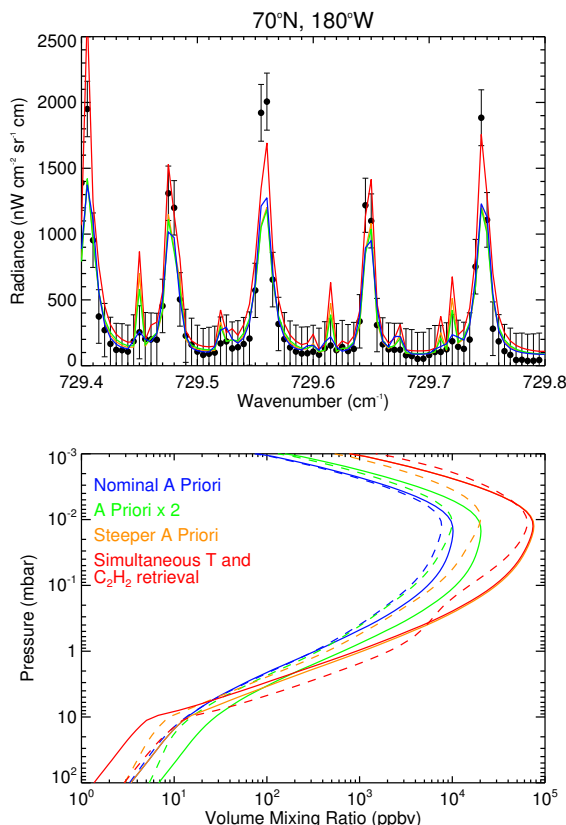 70°N, 180°W
Radiance (nW cm⁻² sr⁻¹ cm)
2500
2000
1500
1000
500
0
729.4 729.5 729.6 729.7 729.8
Wavenumber (cm⁻¹)
Pressure (mbar)
10⁻³
10⁻²
10⁻¹
1
10
10²
Nominal A Priori
A Priori x 2
Steeper A Priori
Simultaneous T and
C₂H₂ retrieval
10⁰ 10¹ 10² 10³ 10⁴ 10⁵
Volume Mixing Ratio (ppbv)